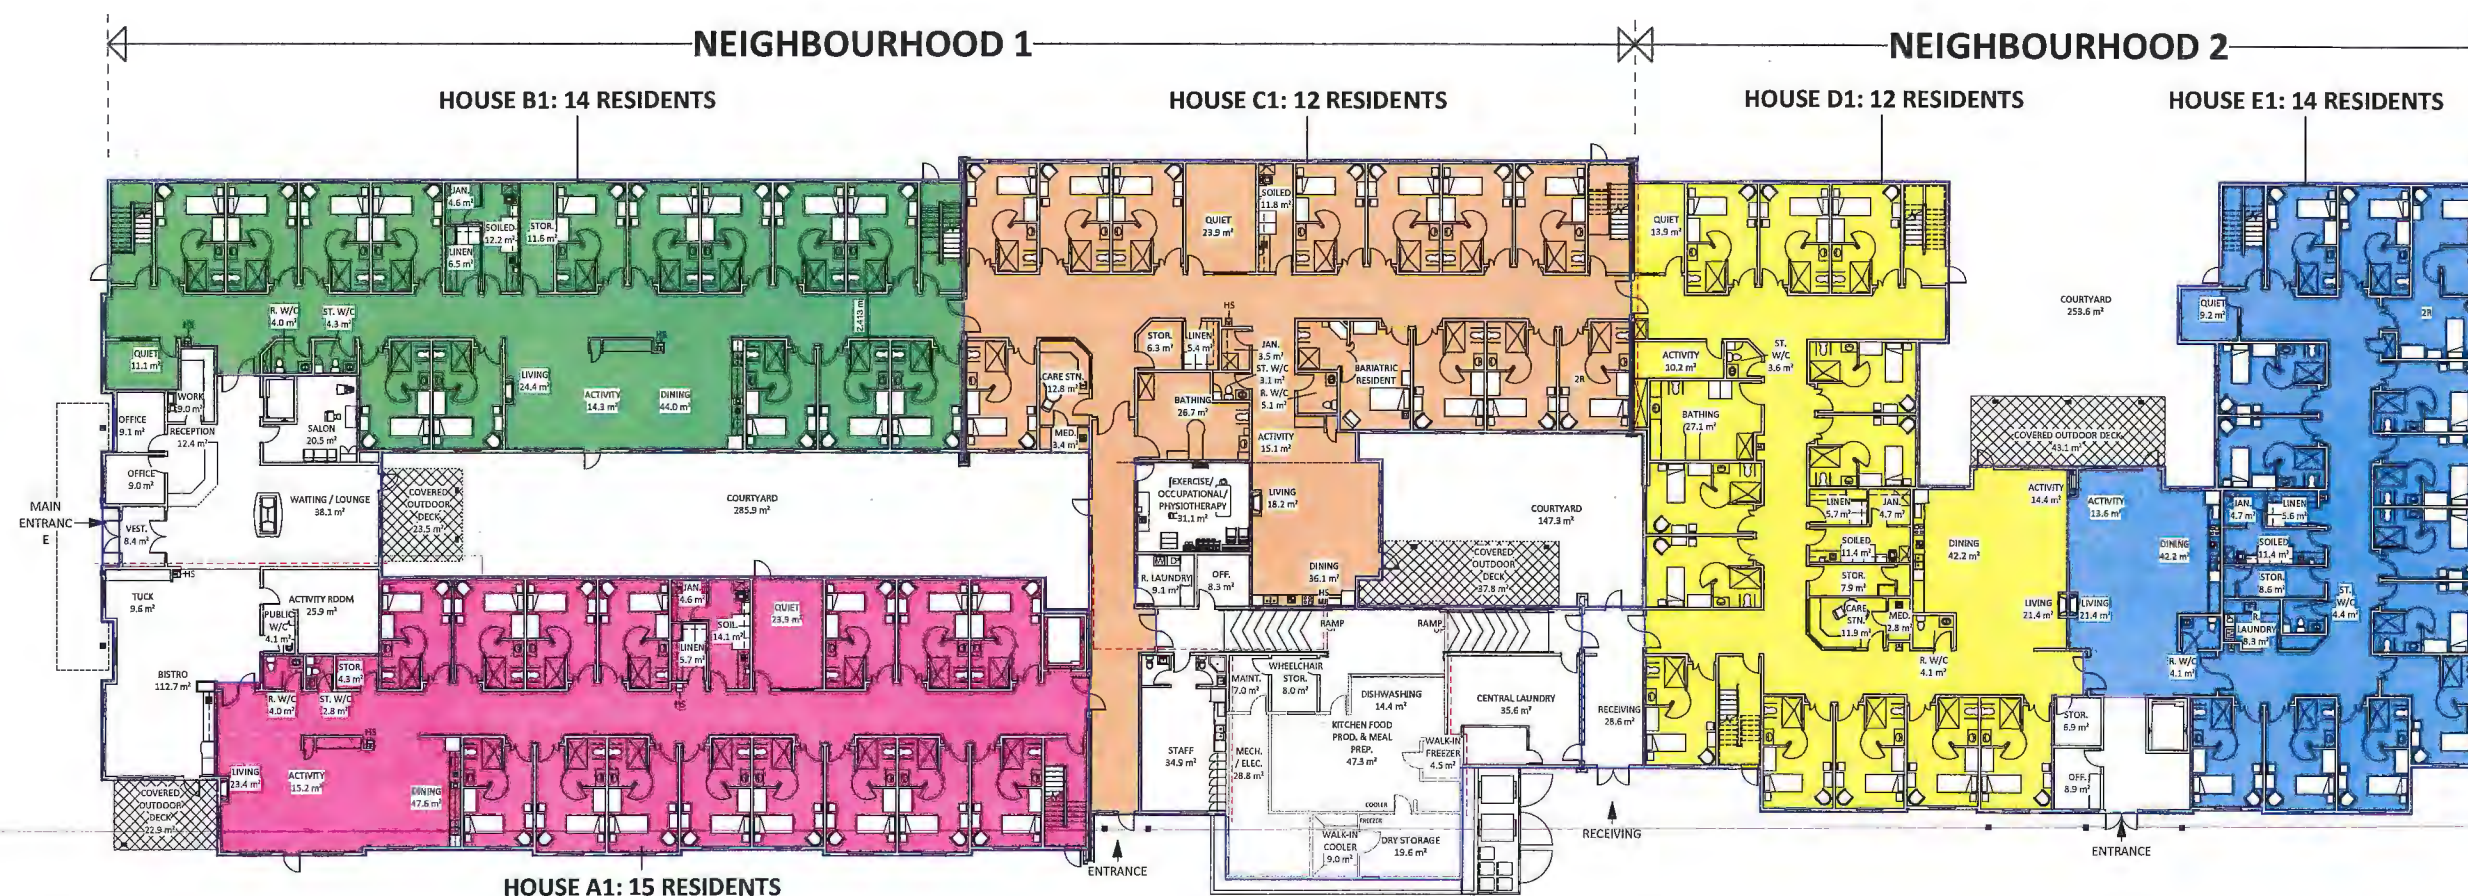 NEIGHBOURHOOD 1
NEIGHBOURHOOD 2
HOUSE B1: 14 RESIDENTS
HOUSE C1: 12 RESIDENTS
HOUSE D1: 12 RESIDENTS
HOUSE E1: 14 RESIDENTS
JAN.
4.6 m²
SOILED
12.2 m²
STOR.
11.6 m²
LINEN
6.5 m²
R. W/C
4.0 m²
ST. W/C
4.3 m²
HS
HS
2.413 m
QUIET
11.1 m²
LIVING
24.4 m²
ACTIVITY
14.3 m²
DINING
44.0 m²
WORK
9.0 m²
OFFICE
9.1 m²
RECEPTION
12.4 m²
SALON
20.5 m²
OFFICE
9.0 m²
WAITING / LOUNGE
38.1 m²
MAIN
ENTRANC
E
VEST.
8.4 m²
COVERED
OUTDOOR
DECK
23.5 m²
COURTYARD
285.9 m²
QUIET
23.9 m²
SOILED
11.8 m²
HS
STOR.
6.3 m²
LINEN
5.4 m²
JAN.
3.5 m²
ST. W/C
3.1 m²
R. W/C
5.1 m²
BARIATRIC
RESIDENT
2R
CARE STN.
12.8 m²
MED.
3.4 m²
BATHING
26.7 m²
ACTIVITY
15.1 m²
EXERCISE/
OCCUPATIONAL/
PHYSIOTHERAPY
31.1 m²
LIVING
18.2 m²
DINING
36.1 m²
HS
R. LAUNDRY
9.1 m²
OFF.
8.3 m²
COURTYARD
147.3 m²
COVERED
OUTDOOR
DECK
37.8 m²
QUIET
13.9 m²
ACTIVITY
10.2 m²
ST.
W/C
3.6 m²
BATHING
27.1 m²
LINEN
5.7 m²
JAN.
4.7 m²
SOILED
11.4 m²
STOR.
7.9 m²
CARE
STN.
11.9 m²
MED.
2.8 m²
R. W/C
4.1 m²
COURTYARD
253.6 m²
COVERED OUTDOOR DECK
43.1 m²
ACTIVITY
14.4 m²
DINING
42.2 m²
LIVING
21.4 m²
QUIET
9.2 m²
2R
ACTIVITY
13.6 m²
DINING
42.2 m²
LIVING
21.4 m²
JAN.
4.7 m²
LINEN
5.6 m²
SOILED
11.4 m²
STOR.
8.6 m²
ST.
W/C
4.4 m²
R.
LAUNDRY
8.3 m²
R. W/C
4.1 m²
STOR.
6.9 m²
OFF.
8.9 m²
ENTRANCE
HS
TUCK
9.6 m²
ACTIVITY ROOM
25.9 m²
PUBLIC
W/C
4.1 m²
BISTRO
112.7 m²
R. W/C
4.0 m²
ST. W/C
2.8 m²
STOR.
4.3 m²
JAN.
4.6 m²
SOIL.
14.1 m²
LINEN
5.7 m²
QUIET
23.9 m²
HS
HS
LIVING
23.4 m²
ACTIVITY
15.2 m²
DINING
47.6 m²
COVERED
OUTDOOR
DECK
22.9 m²
HOUSE A1: 15 RESIDENTS
ENTRANCE
STAFF
34.9 m²
RAMP
RAMP
MAINT.
7.0 m²
WHEELCHAIR
STOR.
8.0 m²
DISHWASHING
14.4 m²
KITCHEN FOOD
PROD. & MEAL
PREP.
47.3 m²
MECH.
/ ELEC.
28.8 m²
WALK-IN
FREEZER
4.5 m²
COOLER
FREEZER
WALK-IN
COOLER
9.0 m²
DRY STORAGE
19.6 m²
CENTRAL LAUNDRY
35.6 m²
RECEIVING
28.6 m²
RECEIVING